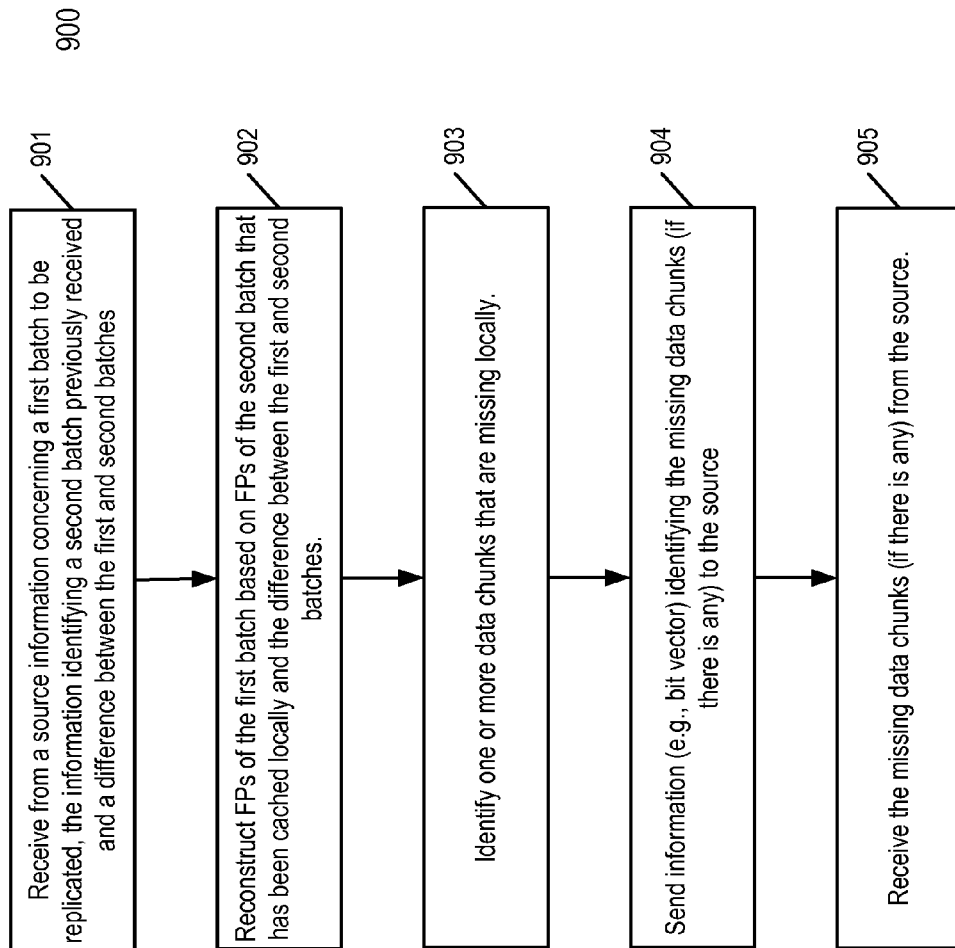 900
901
Receive from a source information concerning a first batch to be
replicated, the information identifying a second batch previously received
and a difference between the first and second batches
902
Reconstruct FPs of the first batch based on FPs of the second batch that
has been cached locally and the difference between the first and second
batches.
903
Identify one or more data chunks that are missing locally.
904
Send information (e.g., bit vector) identifying the missing data chunks (if
there is any) to the source
905
Receive the missing data chunks (if there is any) from the source.